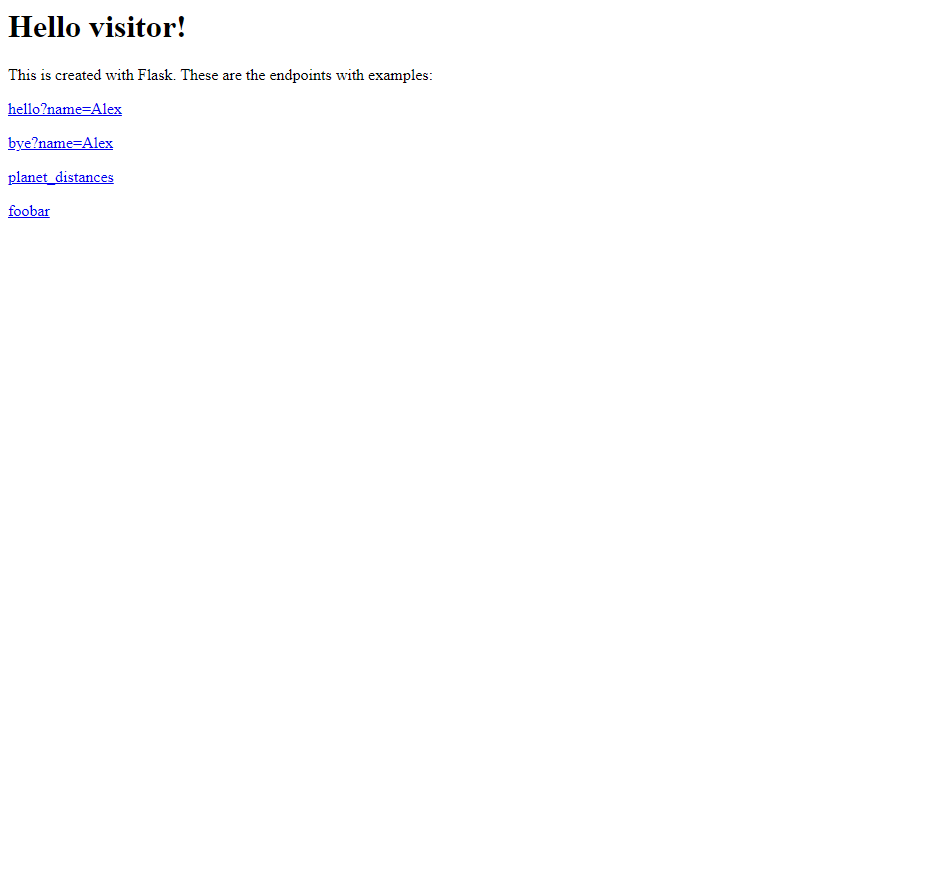 Hello visitor!
This is created with Flask. These are the endpoints with examples:
hello?name=Alex
bye?name=Alex
planet_distances
foobar